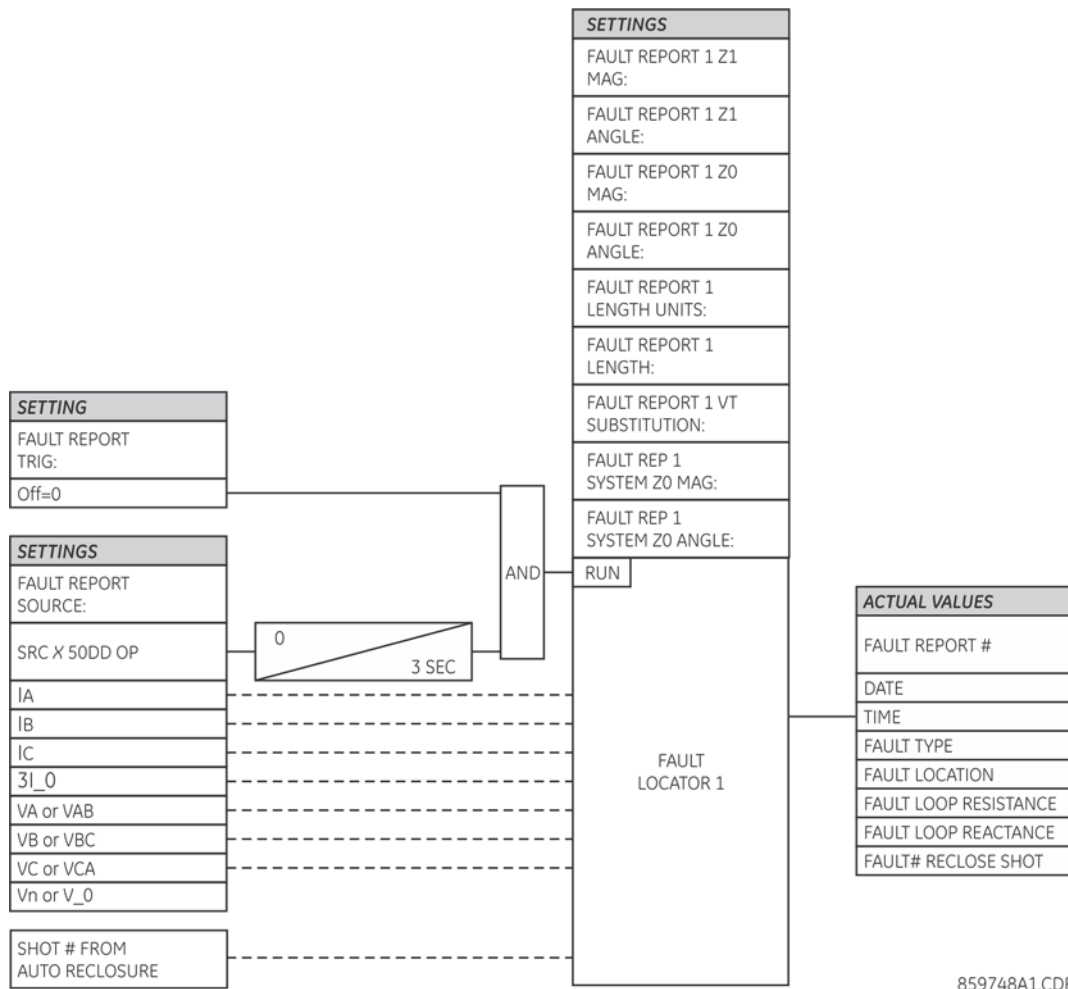 SETTINGS
FAULT REPORT 1 Z1
MAG:
FAULT REPORT 1 Z1
ANGLE:
FAULT REPORT 1 Z0
MAG:
FAULT REPORT 1 Z0
ANGLE:
FAULT REPORT 1
LENGTH UNITS:
FAULT REPORT 1
LENGTH:
FAULT REPORT 1 VT
SUBSTITUTION:
FAULT REP 1
SYSTEM Z0 MAG:
FAULT REP 1
SYSTEM Z0 ANGLE:
RUN
FAULT
LOCATOR 1
SETTING
FAULT REPORT
TRIG:
Off=0
SETTINGS
FAULT REPORT
SOURCE:
SRC X 50DD OP
IA
IB
IC
3I_0
VA or VAB
VB or VBC
VC or VCA
Vn or V_0
SHOT # FROM
AUTO RECLOSURE
0
3 SEC
AND
ACTUAL VALUES
FAULT REPORT #
DATE
TIME
FAULT TYPE
FAULT LOCATION
FAULT LOOP RESISTANCE
FAULT LOOP REACTANCE
FAULT# RECLOSE SHOT
859748A1.CDR